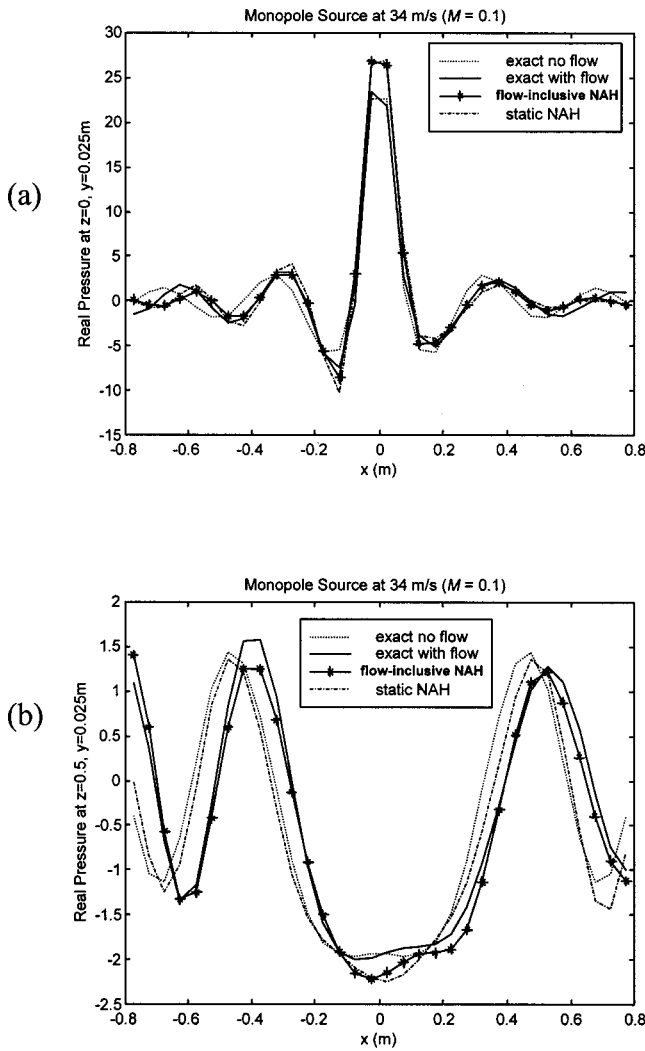 (a)
Monopole Source at 34 m/s (M = 0.1)
Real Pressure at z=0, y=0.025m
30
25
20
15
10
5
0
-5
-10
-15
exact no flow
exact with flow
flow-inclusive NAH
static NAH
-0.8 -0.6 -0.4 -0.2 0 0.2 0.4 0.6 0.8
x (m)
(b)
Monopole Source at 34 m/s (M = 0.1)
Real Pressure at z=0.5, y=0.025m
2
1.5
1
0.5
0
-0.5
-1
-1.5
-2
-2.5
exact no flow
exact with flow
flow-inclusive NAH
static NAH
-0.8 -0.6 -0.4 -0.2 0 0.2 0.4 0.6 0.8
x (m)